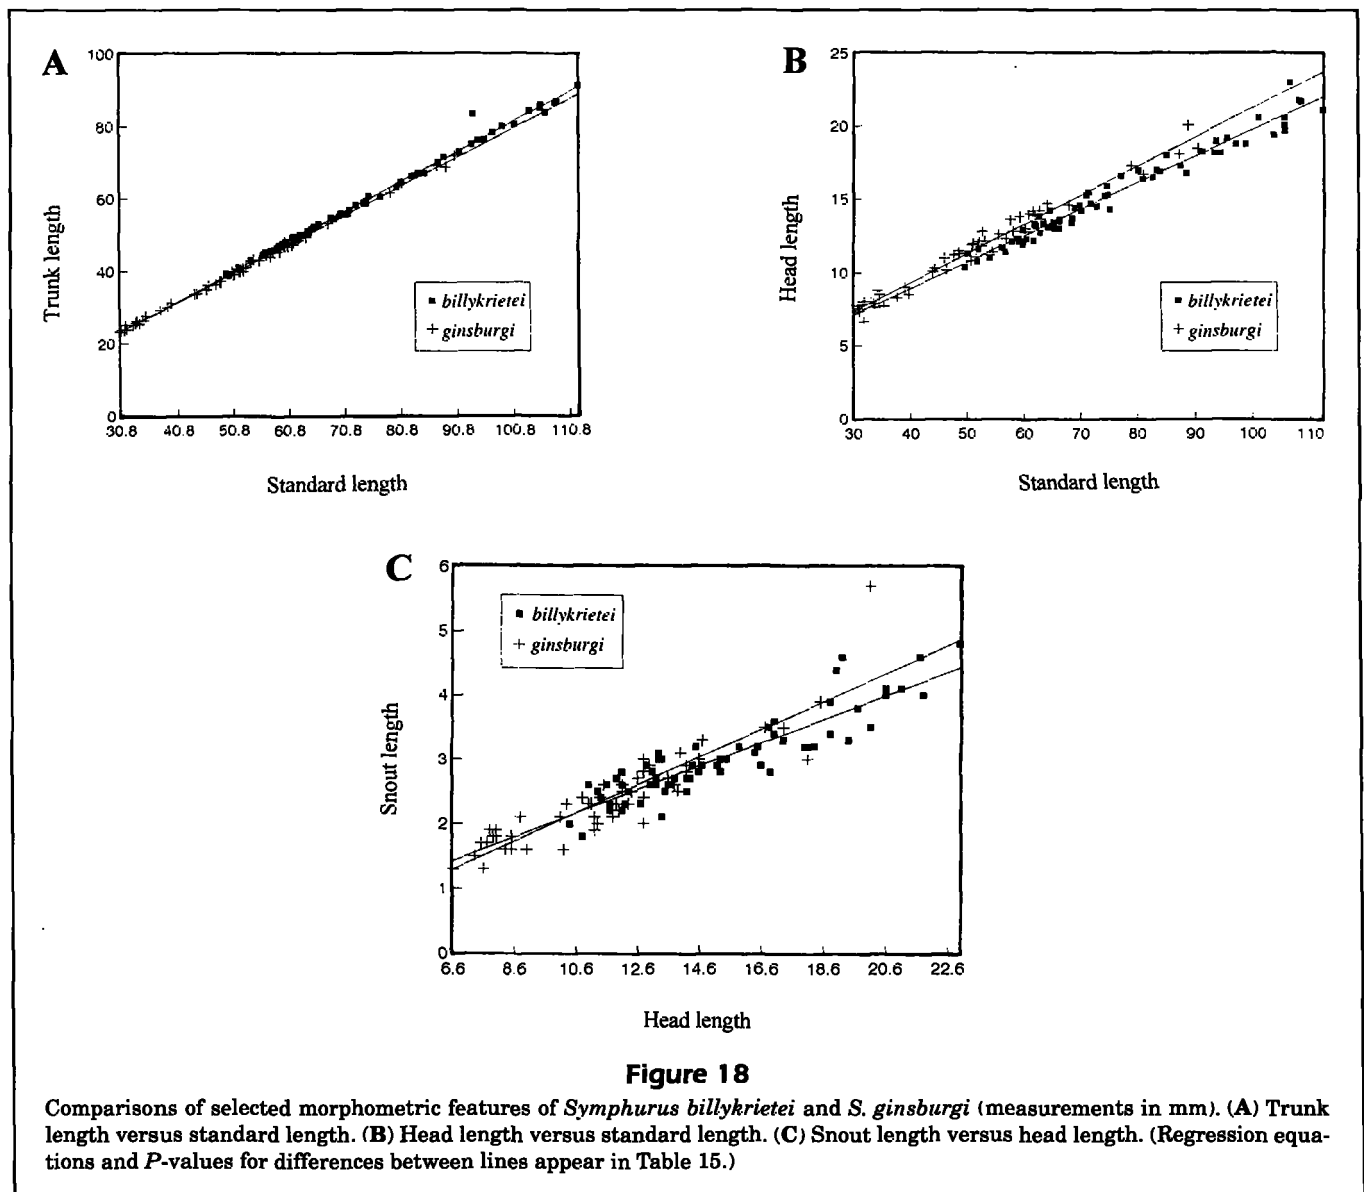 A
100
80
60
40
20
0
Trunk length
billykrietei
ginsburgi
30.8 40.8 50.8 60.8 70.8 80.8 90.8 100.8 110.8
Standard length
B
25
20
15
10
5
0
Head length
billykrietei
ginsburgi
30 40 50 60 70 80 90 100 110
Standard length
C
6
5
4
3
2
1
0
Snout length
billykrietei
ginsburgi
6.6 8.6 10.6 12.6 14.6 16.6 18.6 20.6 22.6
Head length
Figure 18
Comparisons of selected morphometric features of Symphurus billykrietei and S. ginsburgi (measurements in mm). (A) Trunk
length versus standard length. (B) Head length versus standard length. (C) Snout length versus head length. (Regression equa-
tions and P-values for differences between lines appear in Table 15.)